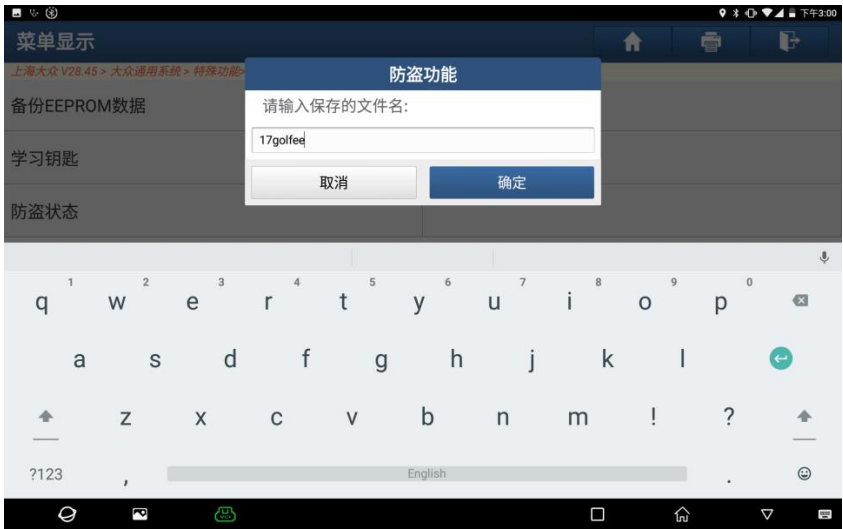 下午3:00
菜单显示
上海大众 V28.45 > 大众通用系统 > 特殊功能>
备份EEPROM数据
学习钥匙
防盗状态
防盗功能
请输入保存的文件名:
17golfee
取消 确定
1 2 3 4 5 6 7 8 9 0
q w e r t y u i o p
a s d f g h j k l
z x c v b n m ! ?
?123 , English .